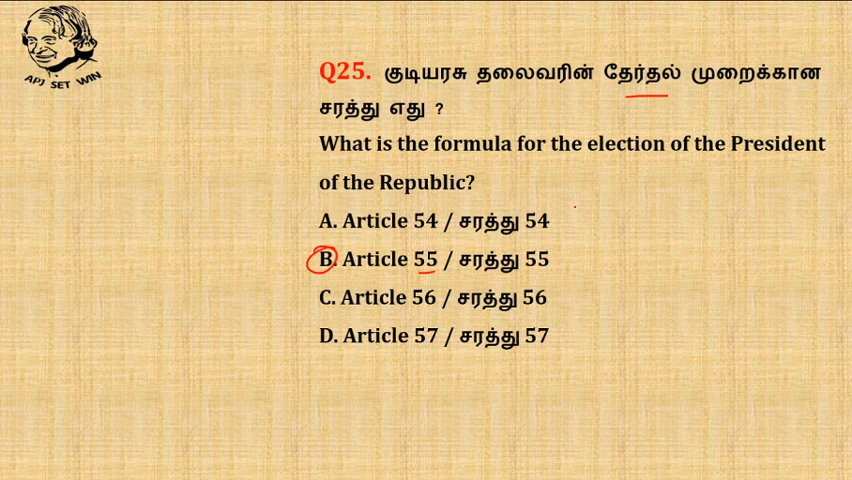 APJ SET WIN
Q25. குடியரசு தலைவரின் தேர்தல் முறைக்கான
சரத்து எது ?
What is the formula for the election of the President
of the Republic?
A. Article 54 / சரத்து 54
B. Article 55 / சரத்து 55
C. Article 56 / சரத்து 56
D. Article 57 / சரத்து 57